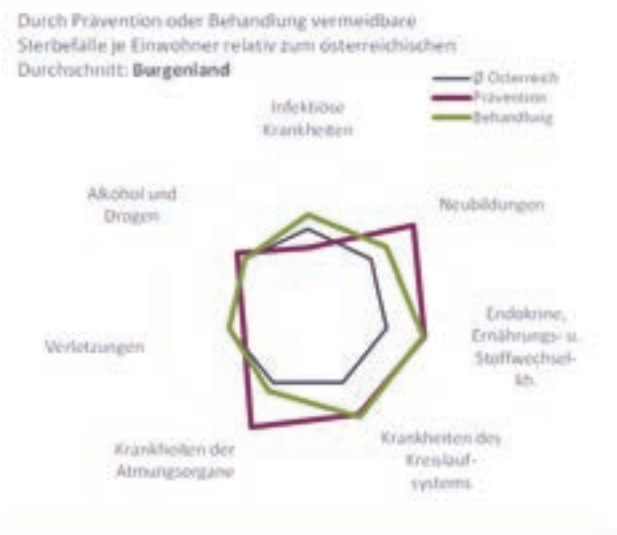 Durch Prävention oder Behandlung vermeidbare
Sterbefälle je Einwohner relativ zum österreichischen
Durchschnitt: Burgenland
Ø Österreich
Prävention
Behandlung
Infektiöse
Krankheiten
Neubildungen
Endokrine,
Ernährungs- u.
Stoffwechsel-
kh.
Krankheiten des
Kreislauf-
systems
Krankheiten der
Atmungsorgane
Verletzungen
Alkohol und
Drogen